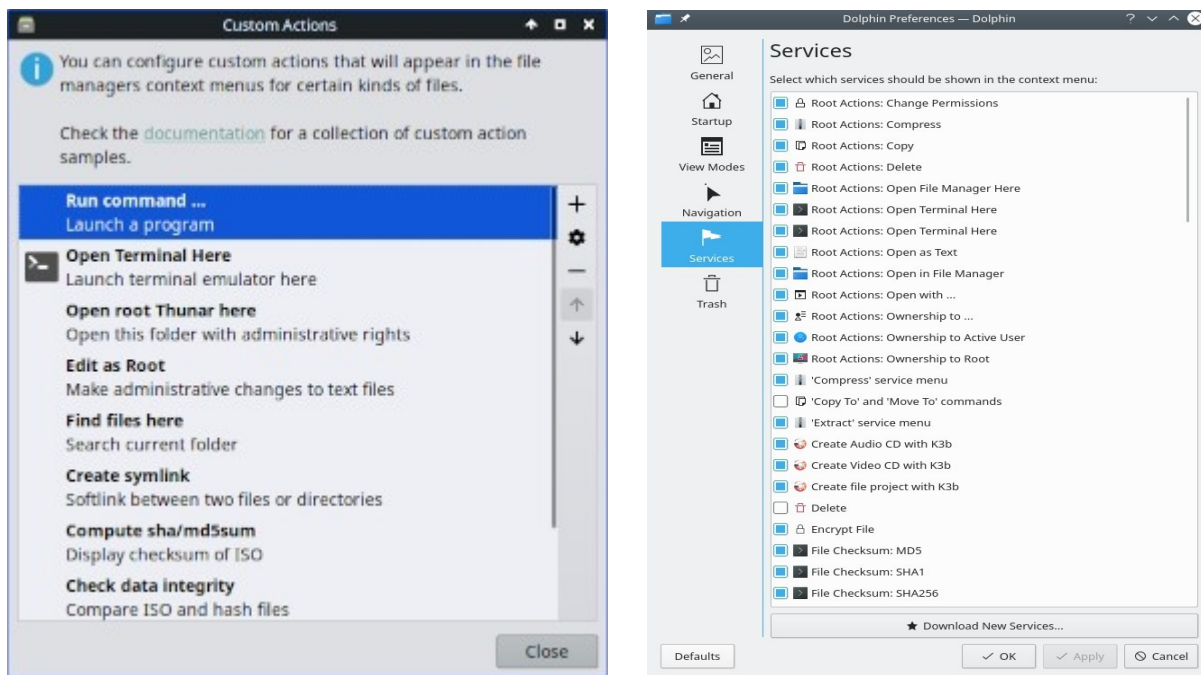 Custom Actions
You can configure custom actions that will appear in the file
managers context menus for certain kinds of files.
Check the documentation for a collection of custom action
samples.
Run command ...
Launch a program
Open Terminal Here
Launch terminal emulator here
Open root Thunar here
Open this folder with administrative rights
Edit as Root
Make administrative changes to text files
Find files here
Search current folder
Create symlink
Softlink between two files or directories
Compute sha/md5sum
Display checksum of ISO
Check data integrity
Compare ISO and hash files
Close
Dolphin Preferences — Dolphin
General
Startup
View Modes
Navigation
Services
Trash
Services
Select which services should be shown in the context menu:
Root Actions: Change Permissions
Root Actions: Compress
Root Actions: Copy
Root Actions: Delete
Root Actions: Open File Manager Here
Root Actions: Open Terminal Here
Root Actions: Open Terminal Here
Root Actions: Open as Text
Root Actions: Open in File Manager
Root Actions: Open with ...
Root Actions: Ownership to ...
Root Actions: Ownership to Active User
Root Actions: Ownership to Root
'Compress' service menu
'Copy To' and 'Move To' commands
'Extract' service menu
Create Audio CD with K3b
Create Video CD with K3b
Create file project with K3b
Delete
Encrypt File
File Checksum: MD5
File Checksum: SHA1
File Checksum: SHA256
Download New Services...
Defaults
OK
Apply
Cancel